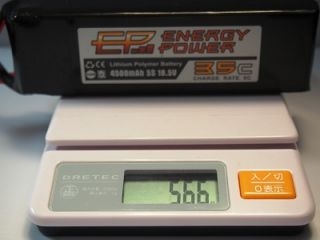 EP ENERGY
POWER
Lithium Polymer Battery
4500mAh 5S 18.5V
35C
CHARGE RATE 5C
DRETEC
566
入/切
0表示